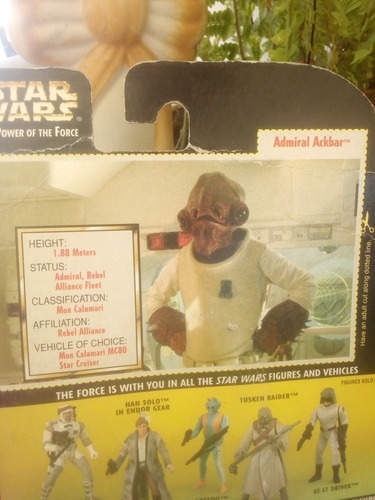 STAR
WARS
POWER OF THE FORCE
Admiral Ackbar™
HEIGHT:
1.88 Meters
STATUS:
Admiral, Rebel
Alliance Fleet
CLASSIFICATION:
Mon Calamari
AFFILIATION:
Rebel Alliance
VEHICLE OF CHOICE:
Mon Calamari MC80
Star Cruiser
Have an adult cut along dotted line.
THE FORCE IS WITH YOU IN ALL THE STAR WARS FIGURES AND VEHICLES
FIGURES SOLD
HAN SOLO™
IN ENDOR GEAR
TUSKEN RAIDER™
AT-ST DRIVER™